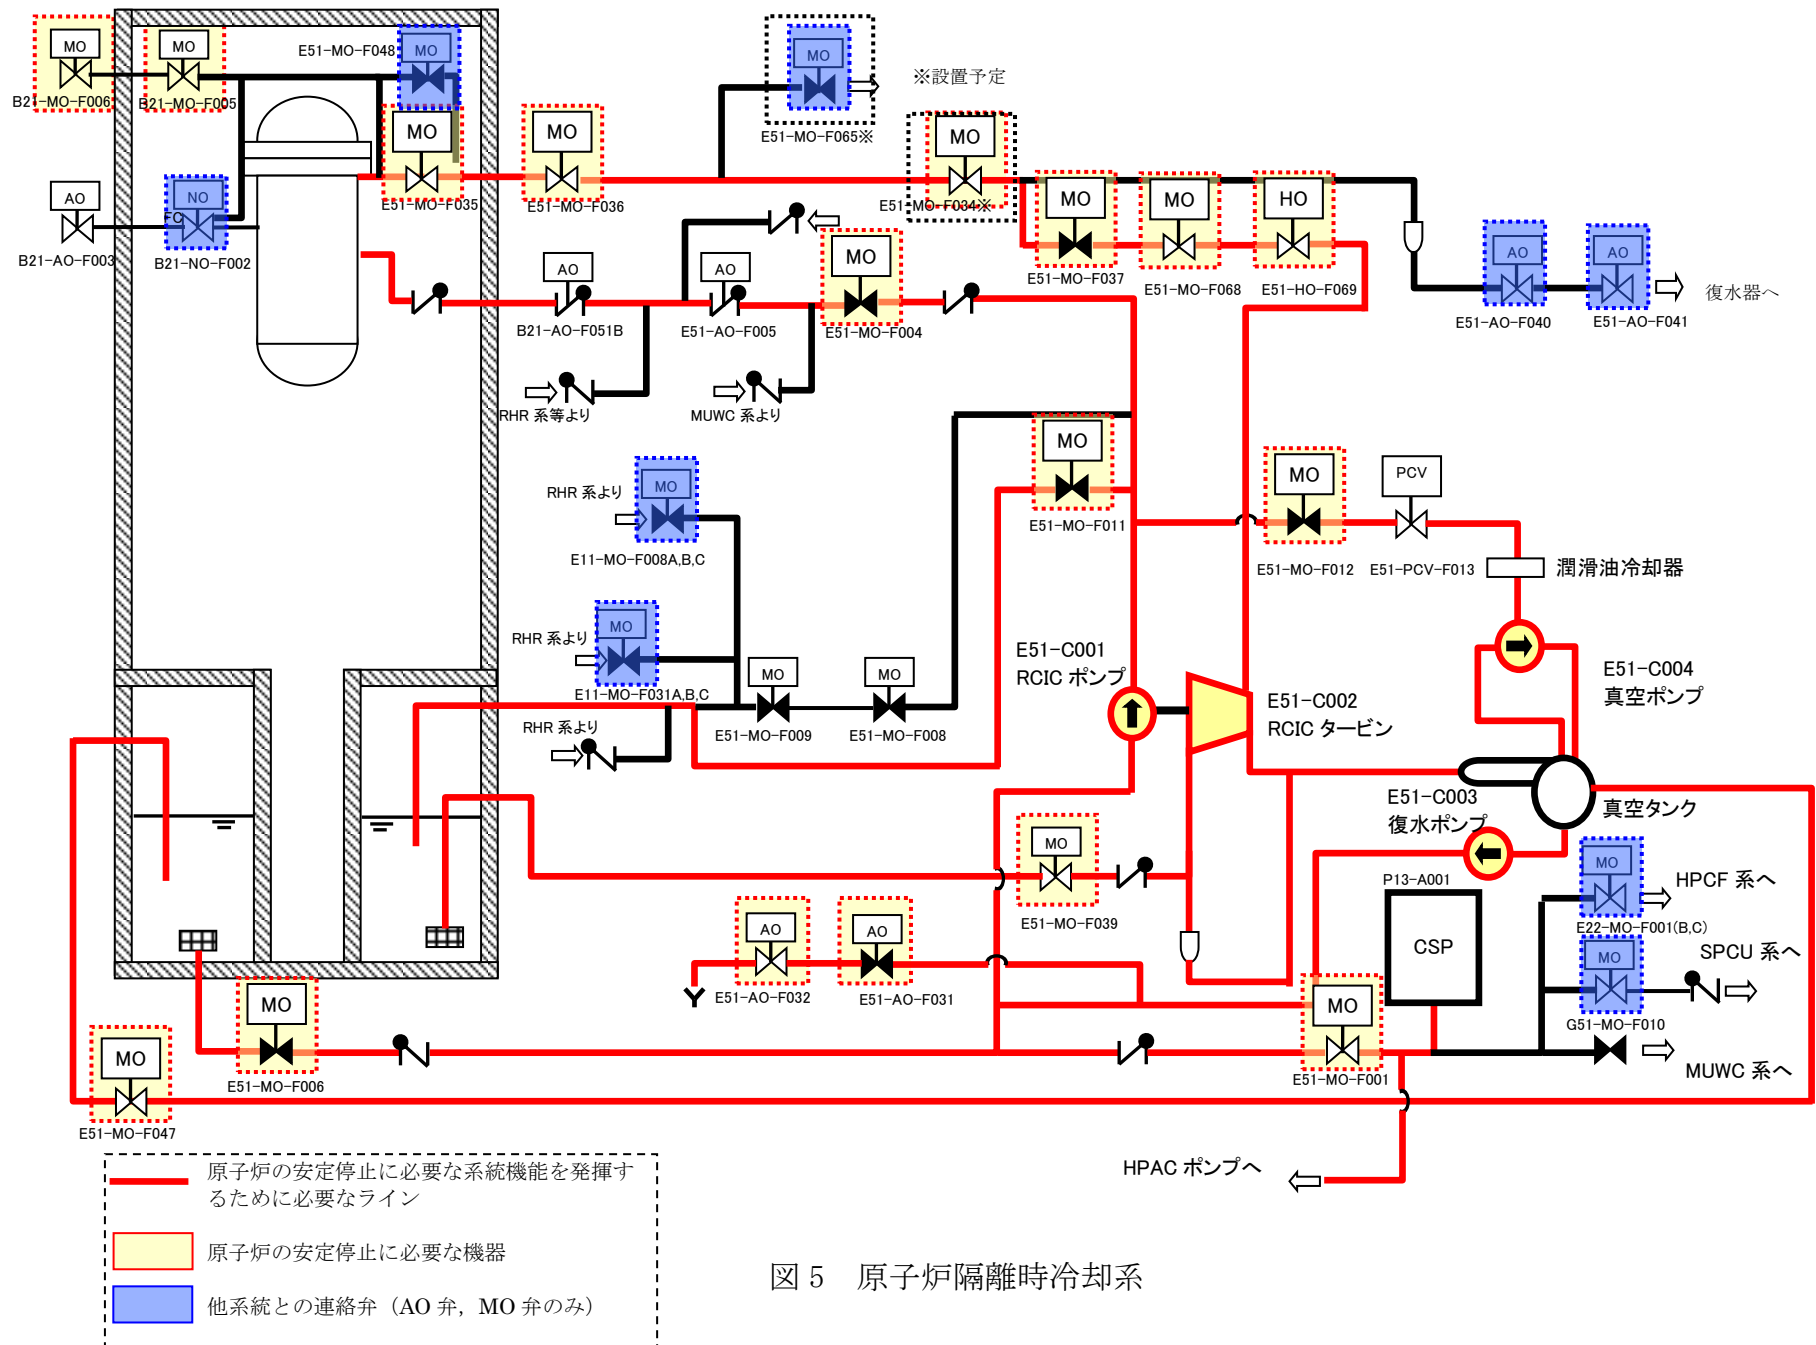 MO
MO
E51-MO-F048
MO
B21-MO-F006
B21-MO-F005
MO
※設置予定
E51-MO-F065※
MO
MO
MO
E51-MO-F035
E51-MO-F036
E51-MO-F034※
AO
NO
FC
B21-AO-F003
B21-NO-F002
MO
MO
HO
E51-MO-F037
E51-MO-F068
E51-HO-F069
AO
AO
E51-AO-F040
E51-AO-F041
復水器へ
AO
AO
MO
B21-AO-F051B
E51-AO-F005
E51-MO-F004
RHR 系等より
MUWC 系より
MO
E51-MO-F011
RHR 系より
MO
E11-MO-F008A,B,C
MO
PCV
E51-MO-F012
E51-PCV-F013
潤滑油冷却器
RHR 系より
MO
E11-MO-F031A,B,C
RHR 系より
MO
MO
E51-MO-F009
E51-MO-F008
E51-C001
RCIC ポンプ
E51-C002
RCIC タービン
E51-C004
真空ポンプ
E51-C003
復水ポンプ
真空タンク
MO
E51-MO-F039
P13-A001
CSP
MO
HPCF 系へ
E22-MO-F001(B,C)
SPCU 系へ
MO
G51-MO-F010
MUWC 系へ
AO
AO
E51-AO-F032
E51-AO-F031
MO
E51-MO-F006
MO
E51-MO-F001
MO
E51-MO-F047
HPAC ポンプへ
原子炉の安定停止に必要な系統機能を発揮す
るために必要なライン
原子炉の安定停止に必要な機器
他系統との連絡弁（AO 弁，MO 弁のみ）
図 5　原子炉隔離時冷却系